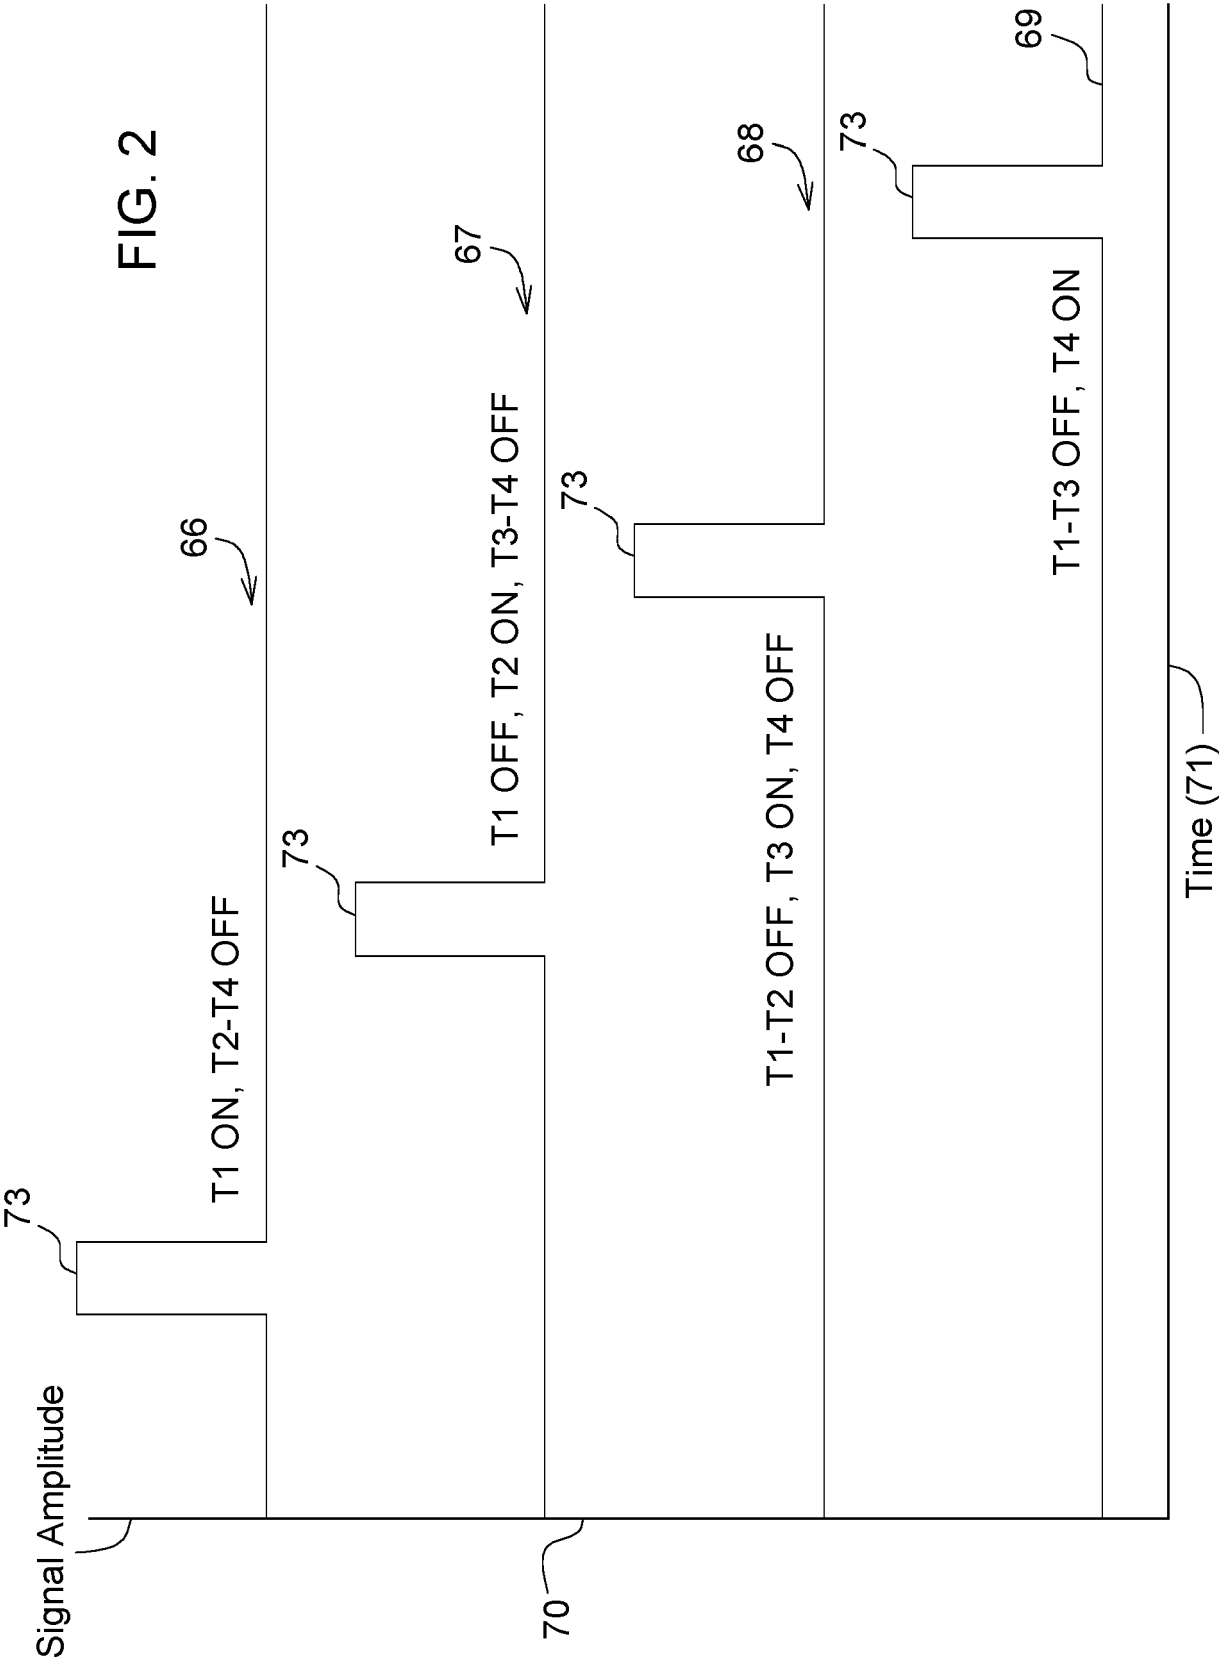 FIG. 2
Signal Amplitude
73
T1 ON, T2-T4 OFF
66
73
T1 OFF, T2 ON, T3-T4 OFF
67
70
73
T1-T2 OFF, T3 ON, T4 OFF
68
73
T1-T3 OFF, T4 ON
69
Time (71)